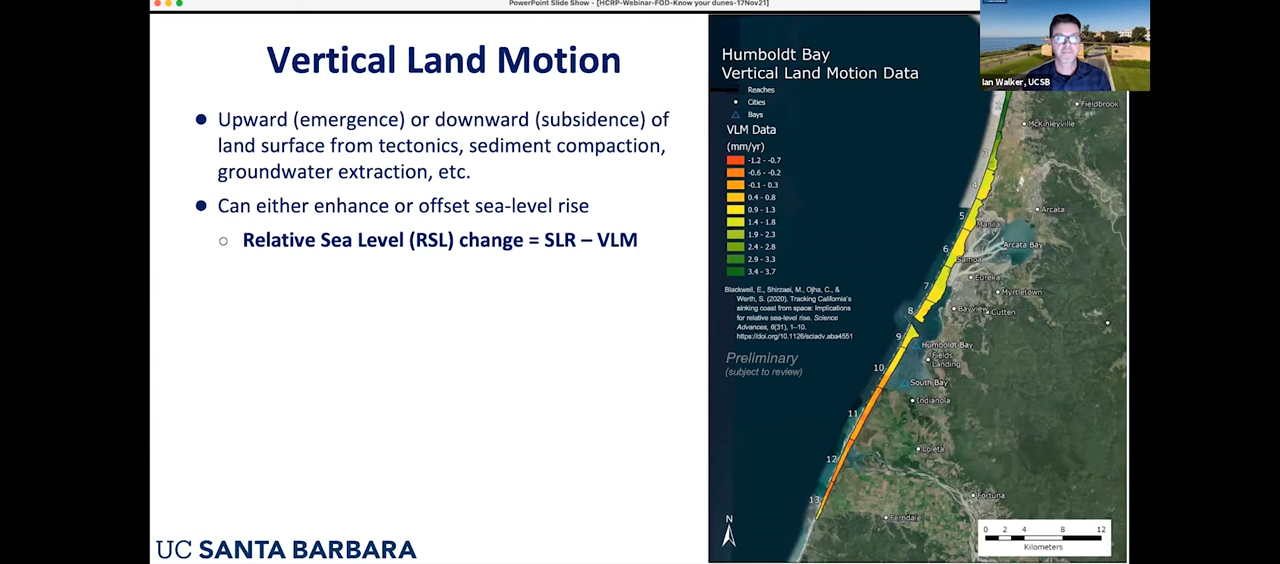 PowerPoint Slide Show - [HCRP-Webinar-FOD-Know your dunes-17Nov21]
Vertical Land Motion
● Upward (emergence) or downward (subsidence) of
land surface from tectonics, sediment compaction,
groundwater extraction, etc.
● Can either enhance or offset sea-level rise
○ Relative Sea Level (RSL) change = SLR – VLM
UC SANTA BARBARA
Humboldt Bay
Vertical Land Motion Data
Reaches
Cities
Bays
VLM Data
(mm/yr)
-1.2 - -0.7
-0.6 - -0.2
-0.1 - 0.3
0.4 - 0.8
0.9 - 1.3
1.4 - 1.8
1.9 - 2.3
2.4 - 2.8
2.9 - 3.3
3.4 - 3.7
Blackwell, E., Shirzaei, M., Ojha, C., &
Werth, S. (2020). Tracking California's
sinking coast from space: Implications
for relative sea-level rise. Science
Advances, 6(31), 1–10.
https://doi.org/10.1126/sciadv.aba4551
Preliminary
(subject to review)
Ian Walker, UCSB
Fieldbrook
McKinleyville
4
Arcata
5
Manila
Arcata Bay
6
Samoa
Eureka
7
Myrtletown
8
Bayview
Cutten
9
Humboldt Bay
Fields
Landing
10
South Bay
Indianola
11
Loleta
12
Fortuna
13
Ferndale
N
0 2 4 8 12
Kilometers